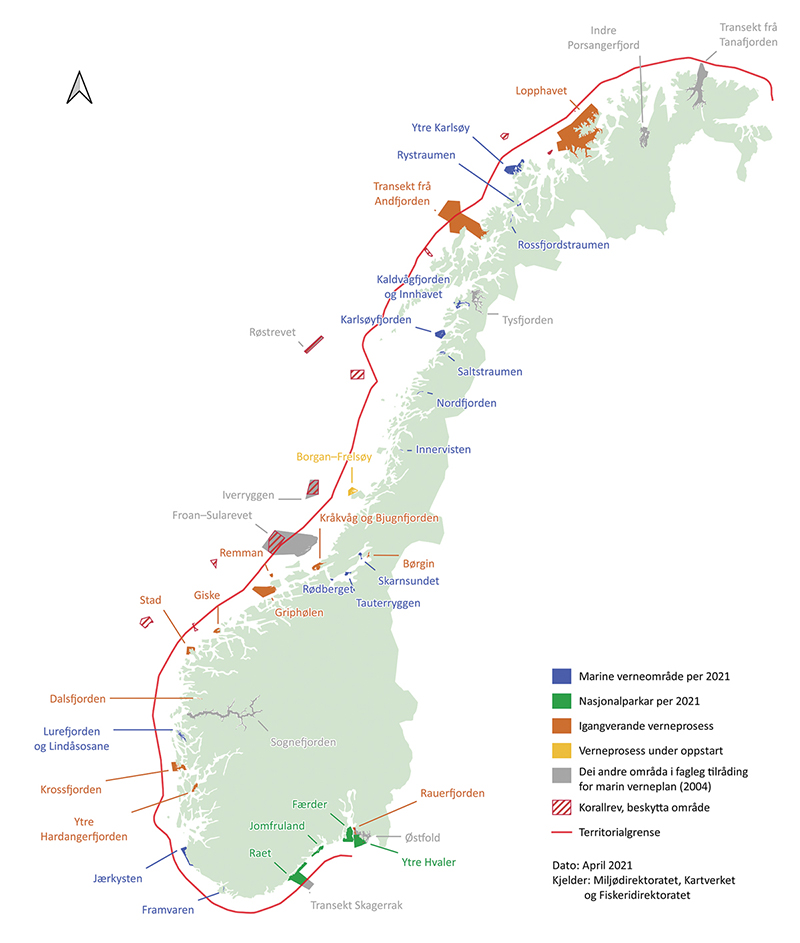 Indre
Porsangerfjord
Transekt frå
Tanafjorden
Lopphavet
Ytre Karlsøy
Rystraumen
Transekt frå
Andfjorden
Rossfjordstraumen
Kaldvågfjorden
og Innhavet
Karlsøyfjorden
Tysfjorden
Røstrevet
Saltstraumen
Nordfjorden
Innervisten
Borgan–Frelsøy
Iverryggen
Froan–Sularevet
Kråkvåg og Bjugnfjorden
Remman
Børgin
Skarnsundet
Rødberget
Tauterryggen
Giske
Stad
Griphølen
Dalsfjorden
Lurefjorden
og Lindåsosane
Sognefjorden
Krossfjorden
Ytre
Hardangerfjorden
Rauerfjorden
Færder
Jomfruland
Østfold
Raet
Ytre Hvaler
Jærkysten
Framvaren
Transekt Skagerrak
Marine verneområde per 2021
Nasjonalparkar per 2021
Igangverande verneprosess
Verneprosess under oppstart
Dei andre områda i fagleg tilråding
for marin verneplan (2004)
Korallrev, beskytta område
Territorialgrense
Dato: April 2021
Kjelder: Miljødirektoratet, Kartverket
og Fiskeridirektoratet